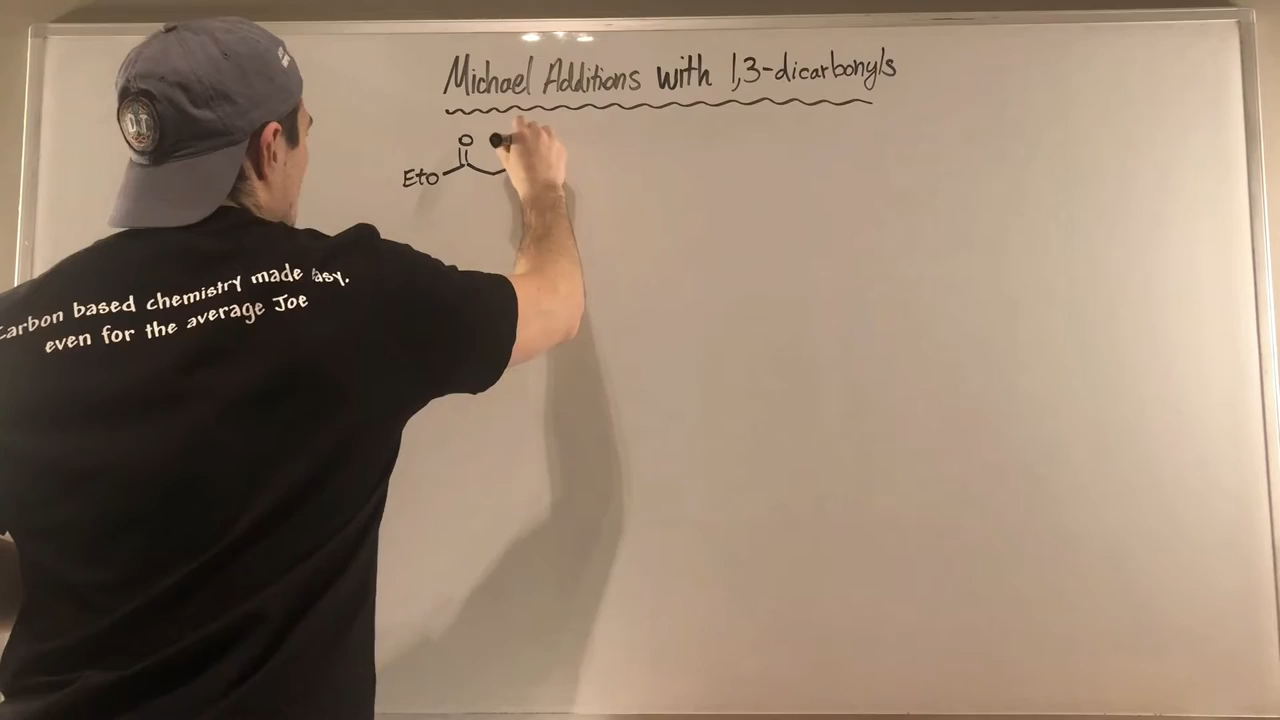 Michael Additions with 1,3-dicarbonyls
O
EtO
D.T
Carbon based chemistry made easy.
even for the average Joe